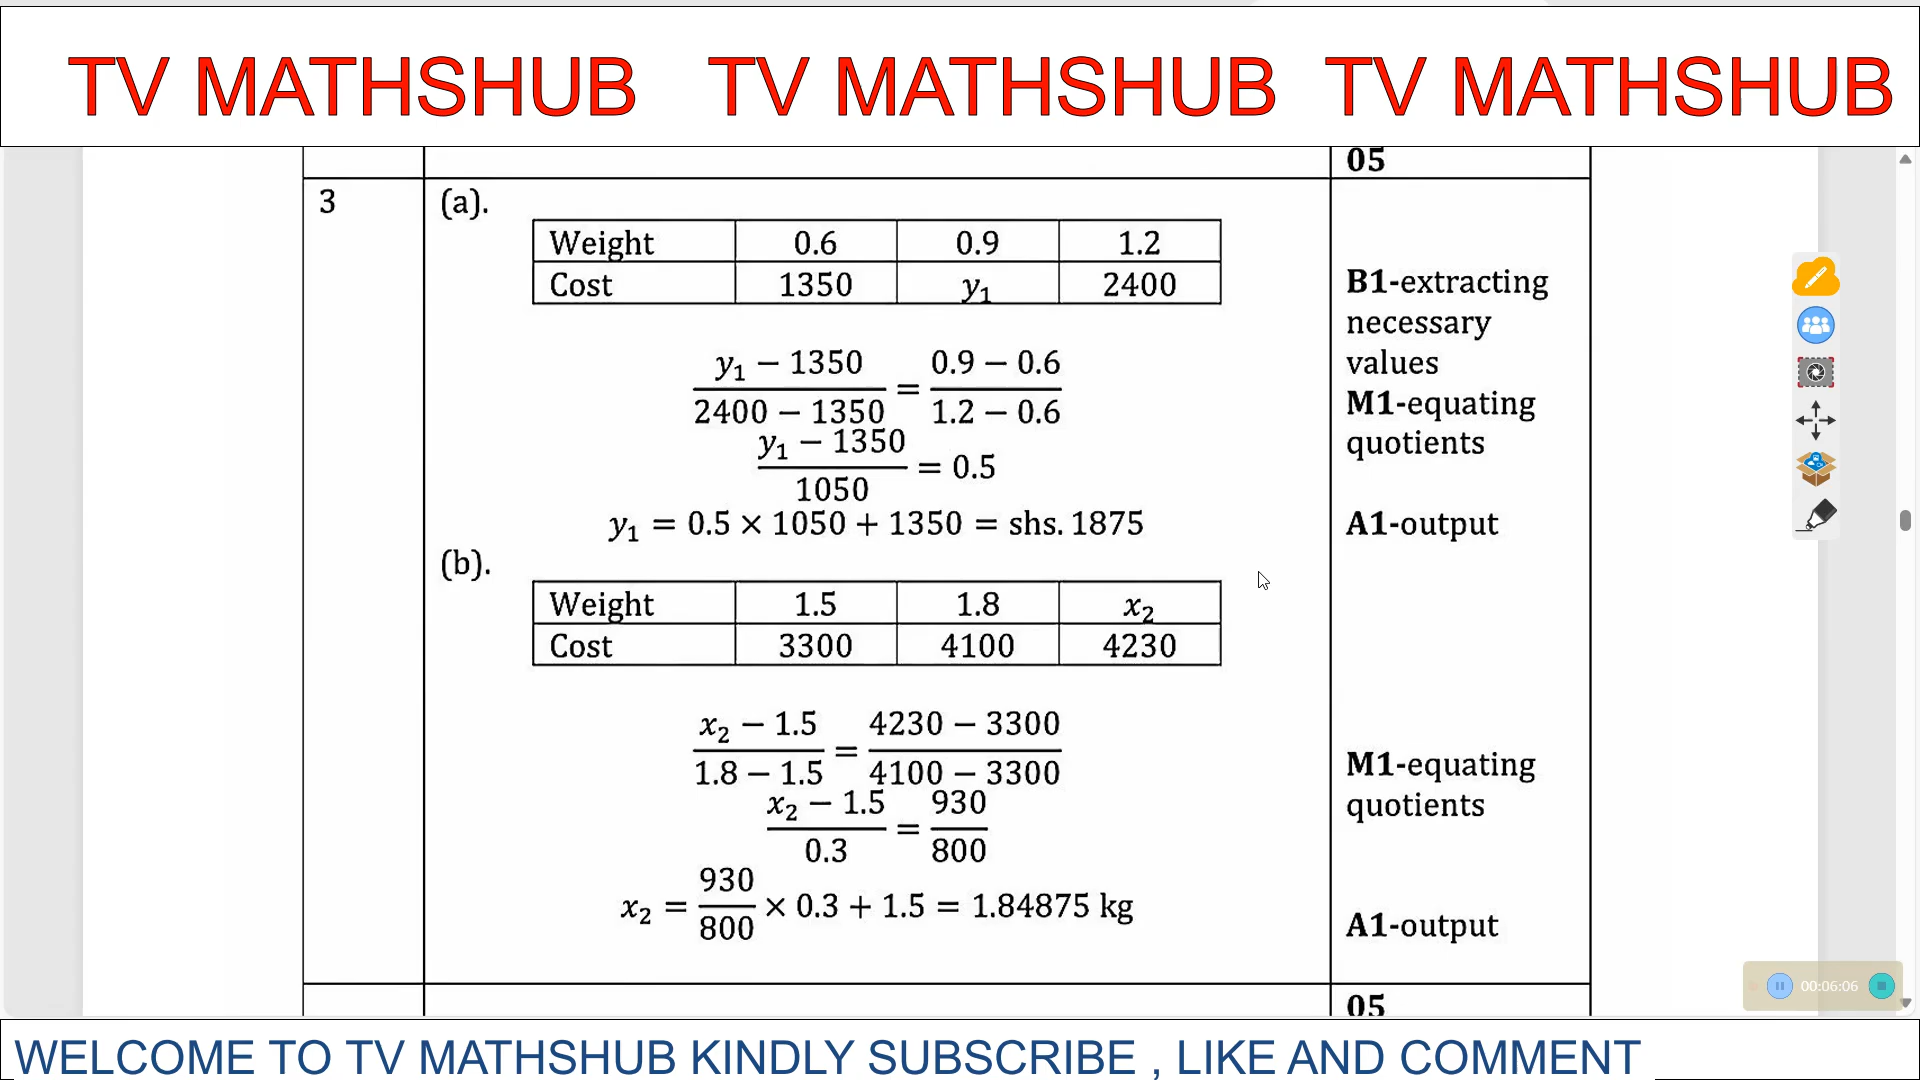 TV MATHSHUB TV MATHSHUB TV MATHSHUB
05
3 (a).
Weight 0.6 0.9 1.2
Cost 1350 y₁ 2400
B1-extracting
necessary
values
(y₁ − 1350)/(2400 − 1350) = (0.9 − 0.6)/(1.2 − 0.6)
M1-equating
quotients
(y₁ − 1350)/1050 = 0.5
y₁ = 0.5 × 1050 + 1350 = shs. 1875
A1-output
(b).
Weight 1.5 1.8 x₂
Cost 3300 4100 4230
(x₂ − 1.5)/(1.8 − 1.5) = (4230 − 3300)/(4100 − 3300)
M1-equating
quotients
(x₂ − 1.5)/0.3 = 930/800
x₂ = 930/800 × 0.3 + 1.5 = 1.84875 kg
A1-output
00:06:06
05
WELCOME TO TV MATHSHUB KINDLY SUBSCRIBE , LIKE AND COMMENT